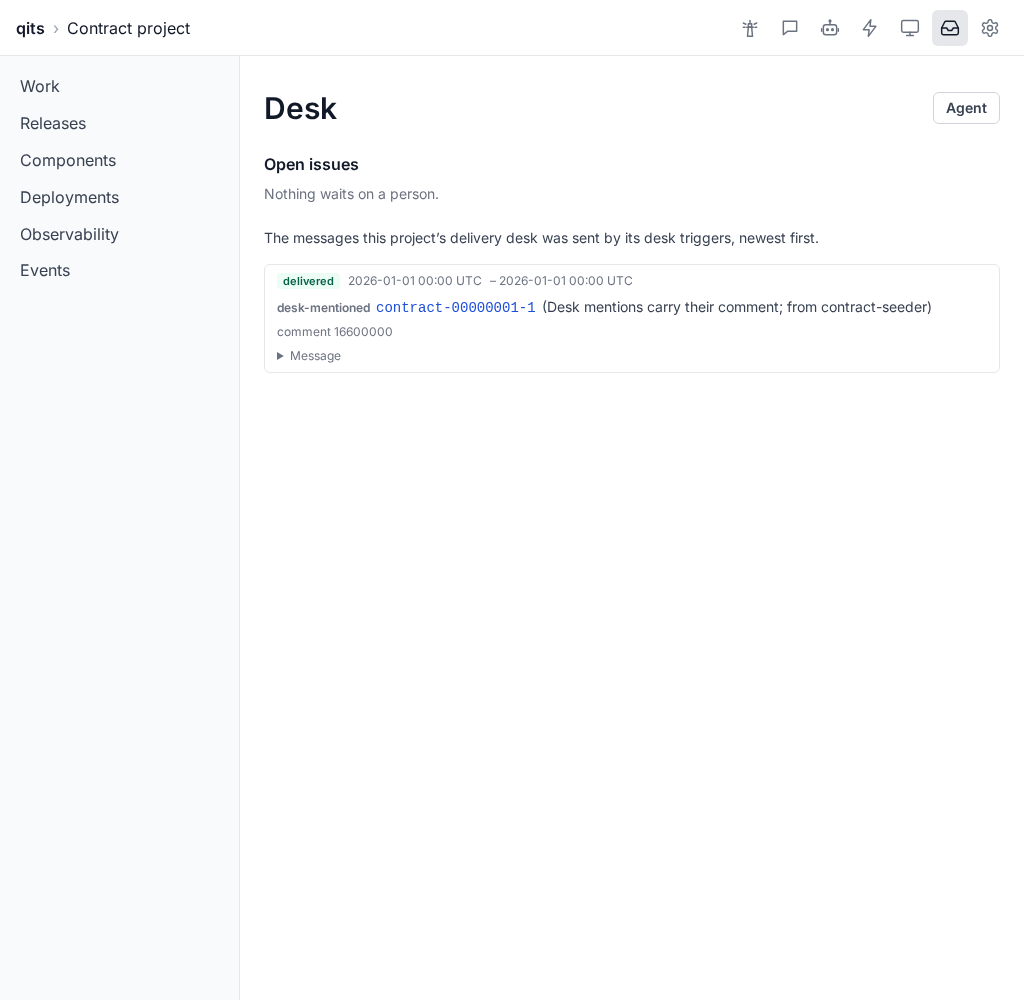 qits › Contract project
Work
Releases
Components
Deployments
Observability
Events
Desk
Agent
Open issues
Nothing waits on a person.
The messages this project’s delivery desk was sent by its desk triggers, newest first.
delivered 2026-01-01 00:00 UTC – 2026-01-01 00:00 UTC
desk-mentioned contract-00000001-1 (Desk mentions carry their comment; from contract-seeder)
comment 16600000
Message